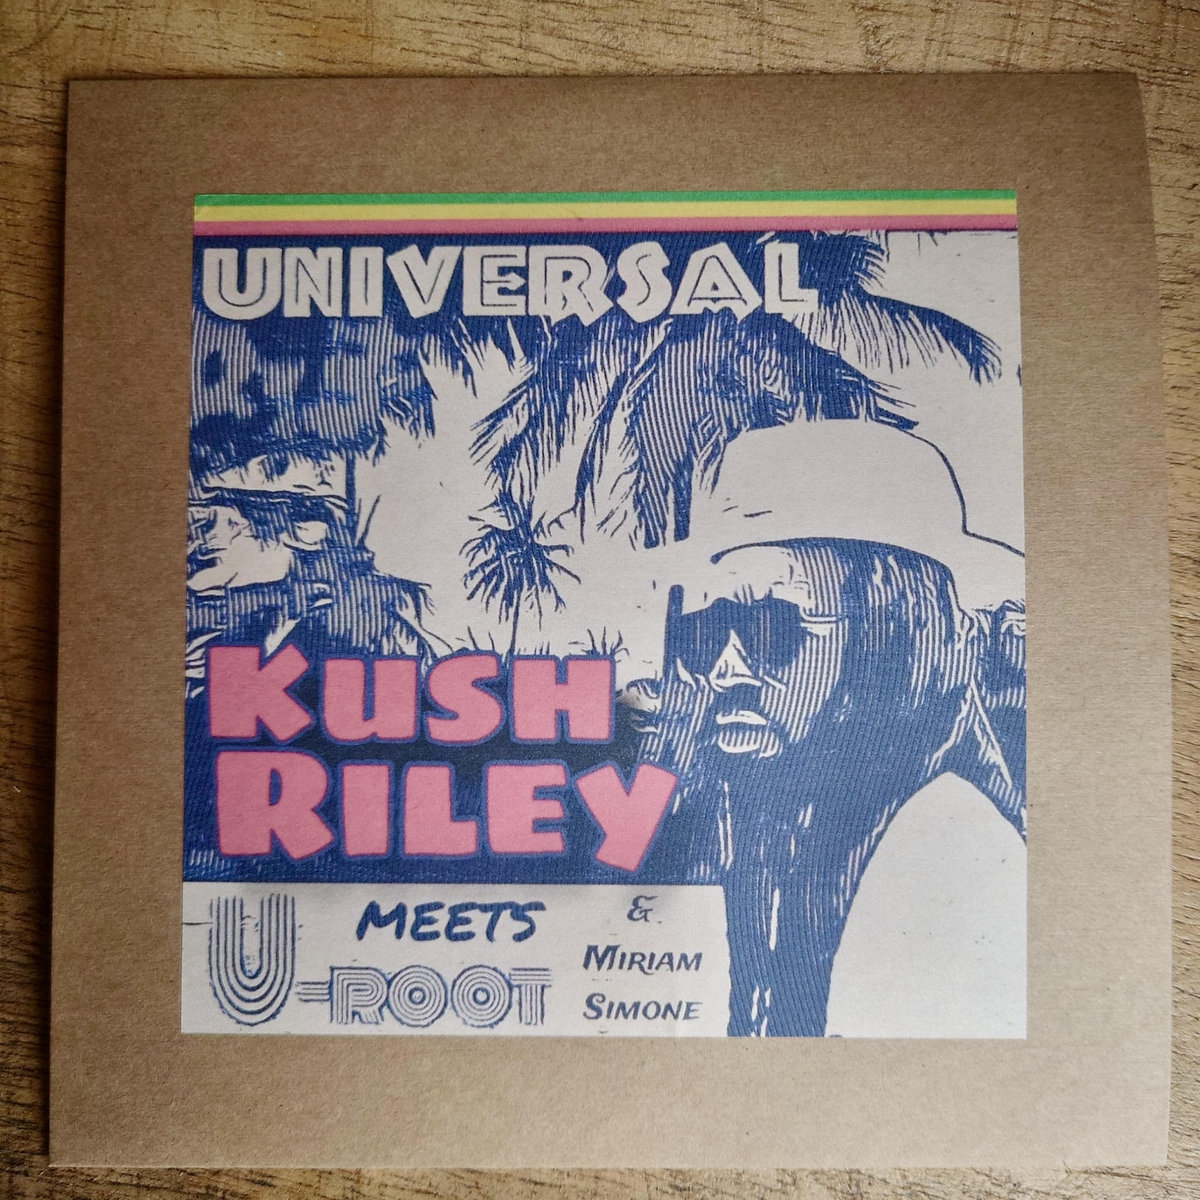 UNIVERSAL
KUSH
RILEY
MEETS
U-ROOT
&
MIRIAM
SIMONE